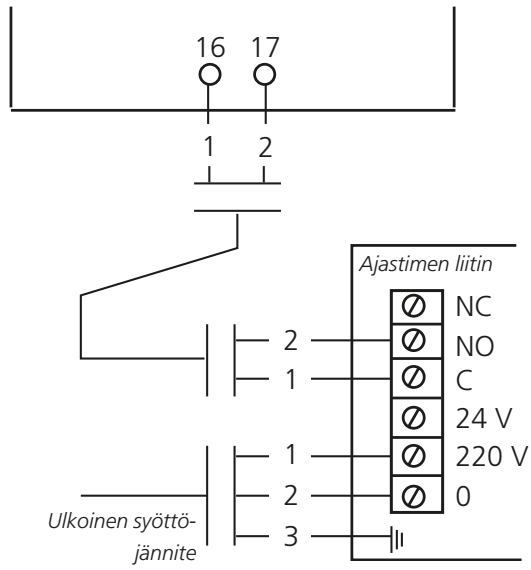 16 17
1 2
Ajastimen liitin
NC
2 NO
1 C
24 V
1 220 V
2 0
Ulkoinen syöttö-
3
jännite